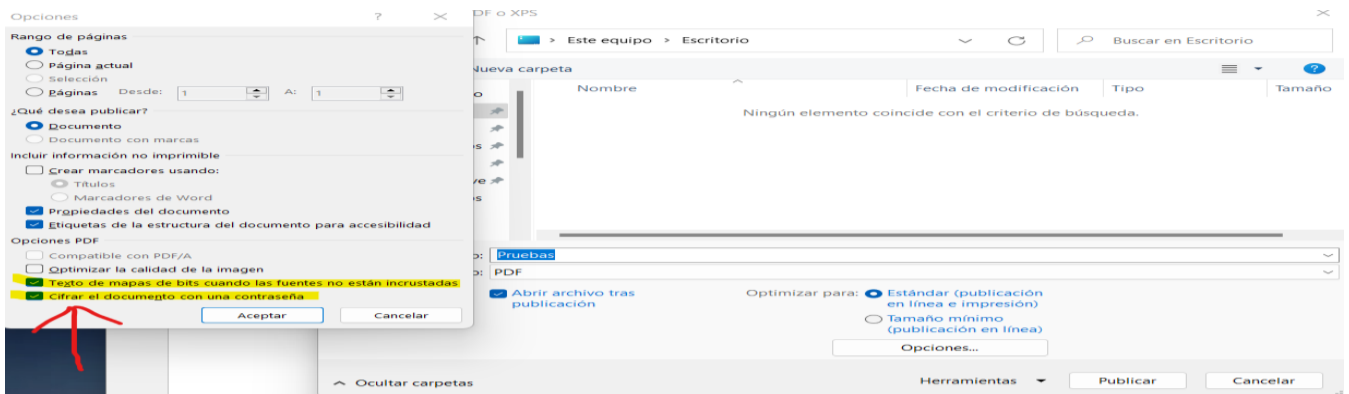 Opciones ? ×
Rango de páginas
Todas
Página actual
Selección
Páginas Desde: 1 A: 1
¿Qué desea publicar?
Documento
Documento con marcas
Incluir información no imprimible
Crear marcadores usando:
Títulos
Marcadores de Word
Propiedades del documento
Etiquetas de la estructura del documento para accesibilidad
Opciones PDF
Compatible con PDF/A
Optimizar la calidad de la imagen
Texto de mapas de bits cuando las fuentes no están incrustadas
Cifrar el documento con una contraseña
Aceptar Cancelar
DF o XPS
Este equipo > Escritorio
Buscar en Escritorio
Nueva carpeta
Nombre Fecha de modificación Tipo Tamaño
Ningún elemento coincide con el criterio de búsqueda.
Pruebas
PDF
Abrir archivo tras
publicación
Optimizar para:
Estándar (publicación
en línea e impresión)
Tamaño mínimo
(publicación en línea)
Opciones...
Ocultar carpetas
Herramientas Publicar Cancelar